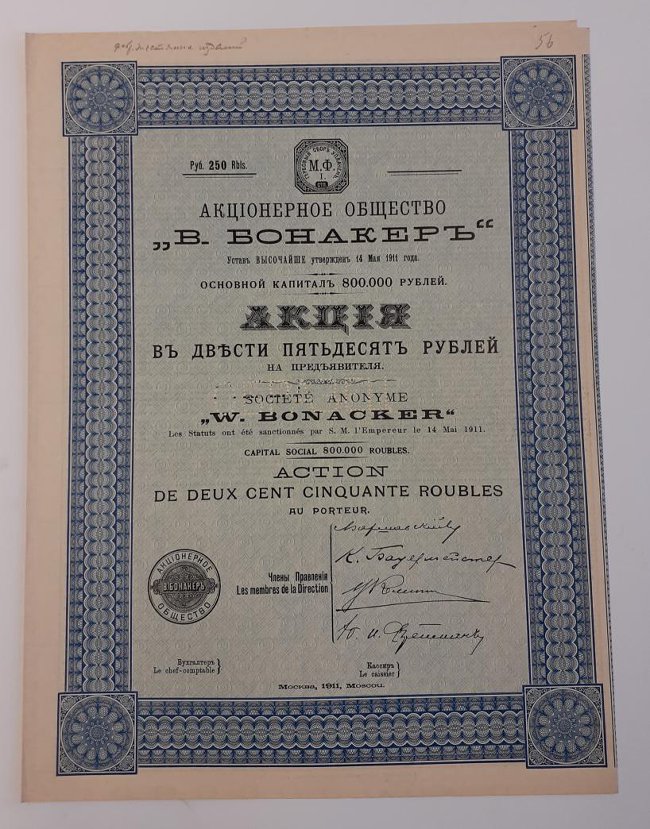 56
Руб. 250 Rbls.
М.Ф.
I.
АКЦІОНЕРНОЕ ОБЩЕСТВО
„В. БОНАКЕРЪ“
Уставъ ВЫСОЧАЙШЕ утвержденъ 14 Мая 1911 года.
ОСНОВНОЙ КАПИТАЛЪ 800.000 РУБЛЕЙ.
АКЦІЯ
ВЪ ДВѢСТИ ПЯТЬДЕСЯТЪ РУБЛЕЙ
НА ПРЕДЪЯВИТЕЛЯ.
SOCIÉTÉ ANONYME
„W. BONACKER“
Les Statuts ont été sanctionnés par S. M. l'Empereur le 14 Mai 1911.
CAPITAL SOCIAL 800.000 ROUBLES.
ACTION
DE DEUX CENT CINQUANTE ROUBLES
AU PORTEUR.
АКЦІОНЕРНОЕ
В.БОНАКЕРЪ
ОБЩЕСТВО
Члены Правленія
Les membres de la Direction
К. Бауермейстер
Бухгалтеръ
Le chef-comptable
Кассиръ
Le caissier
Москва, 1911, Moscou.